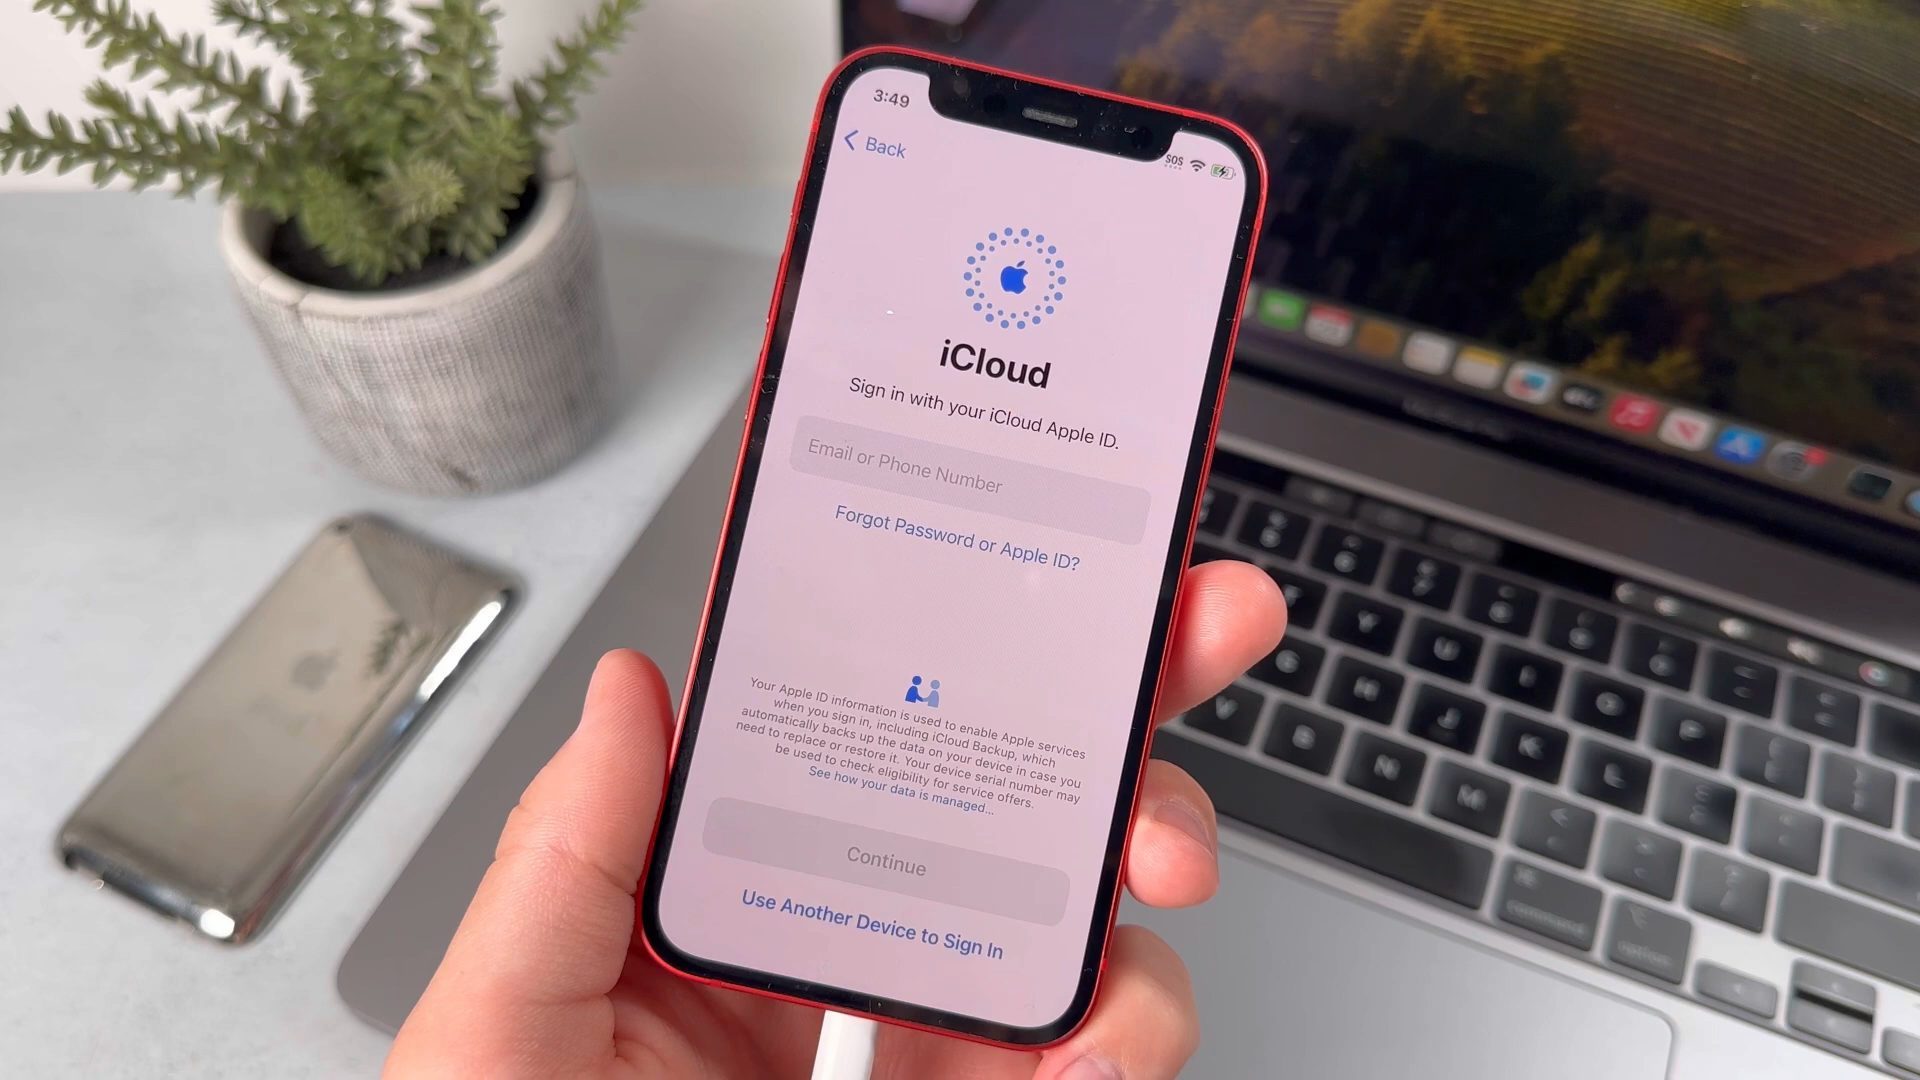 3:49
SOS
Back
iCloud
Sign in with your iCloud Apple ID.
Email or Phone Number
Forgot Password or Apple ID?
Your Apple ID information is used to enable Apple services
when you sign in, including iCloud Backup, which
automatically backs up the data on your device in case you
need to replace or restore it. Your device serial number may
be used to check eligibility for service offers.
See how your data is managed...
Continue
Use Another Device to Sign In
Y
U
I
O
P
H
J
K
L
V
B
N
M
command
option